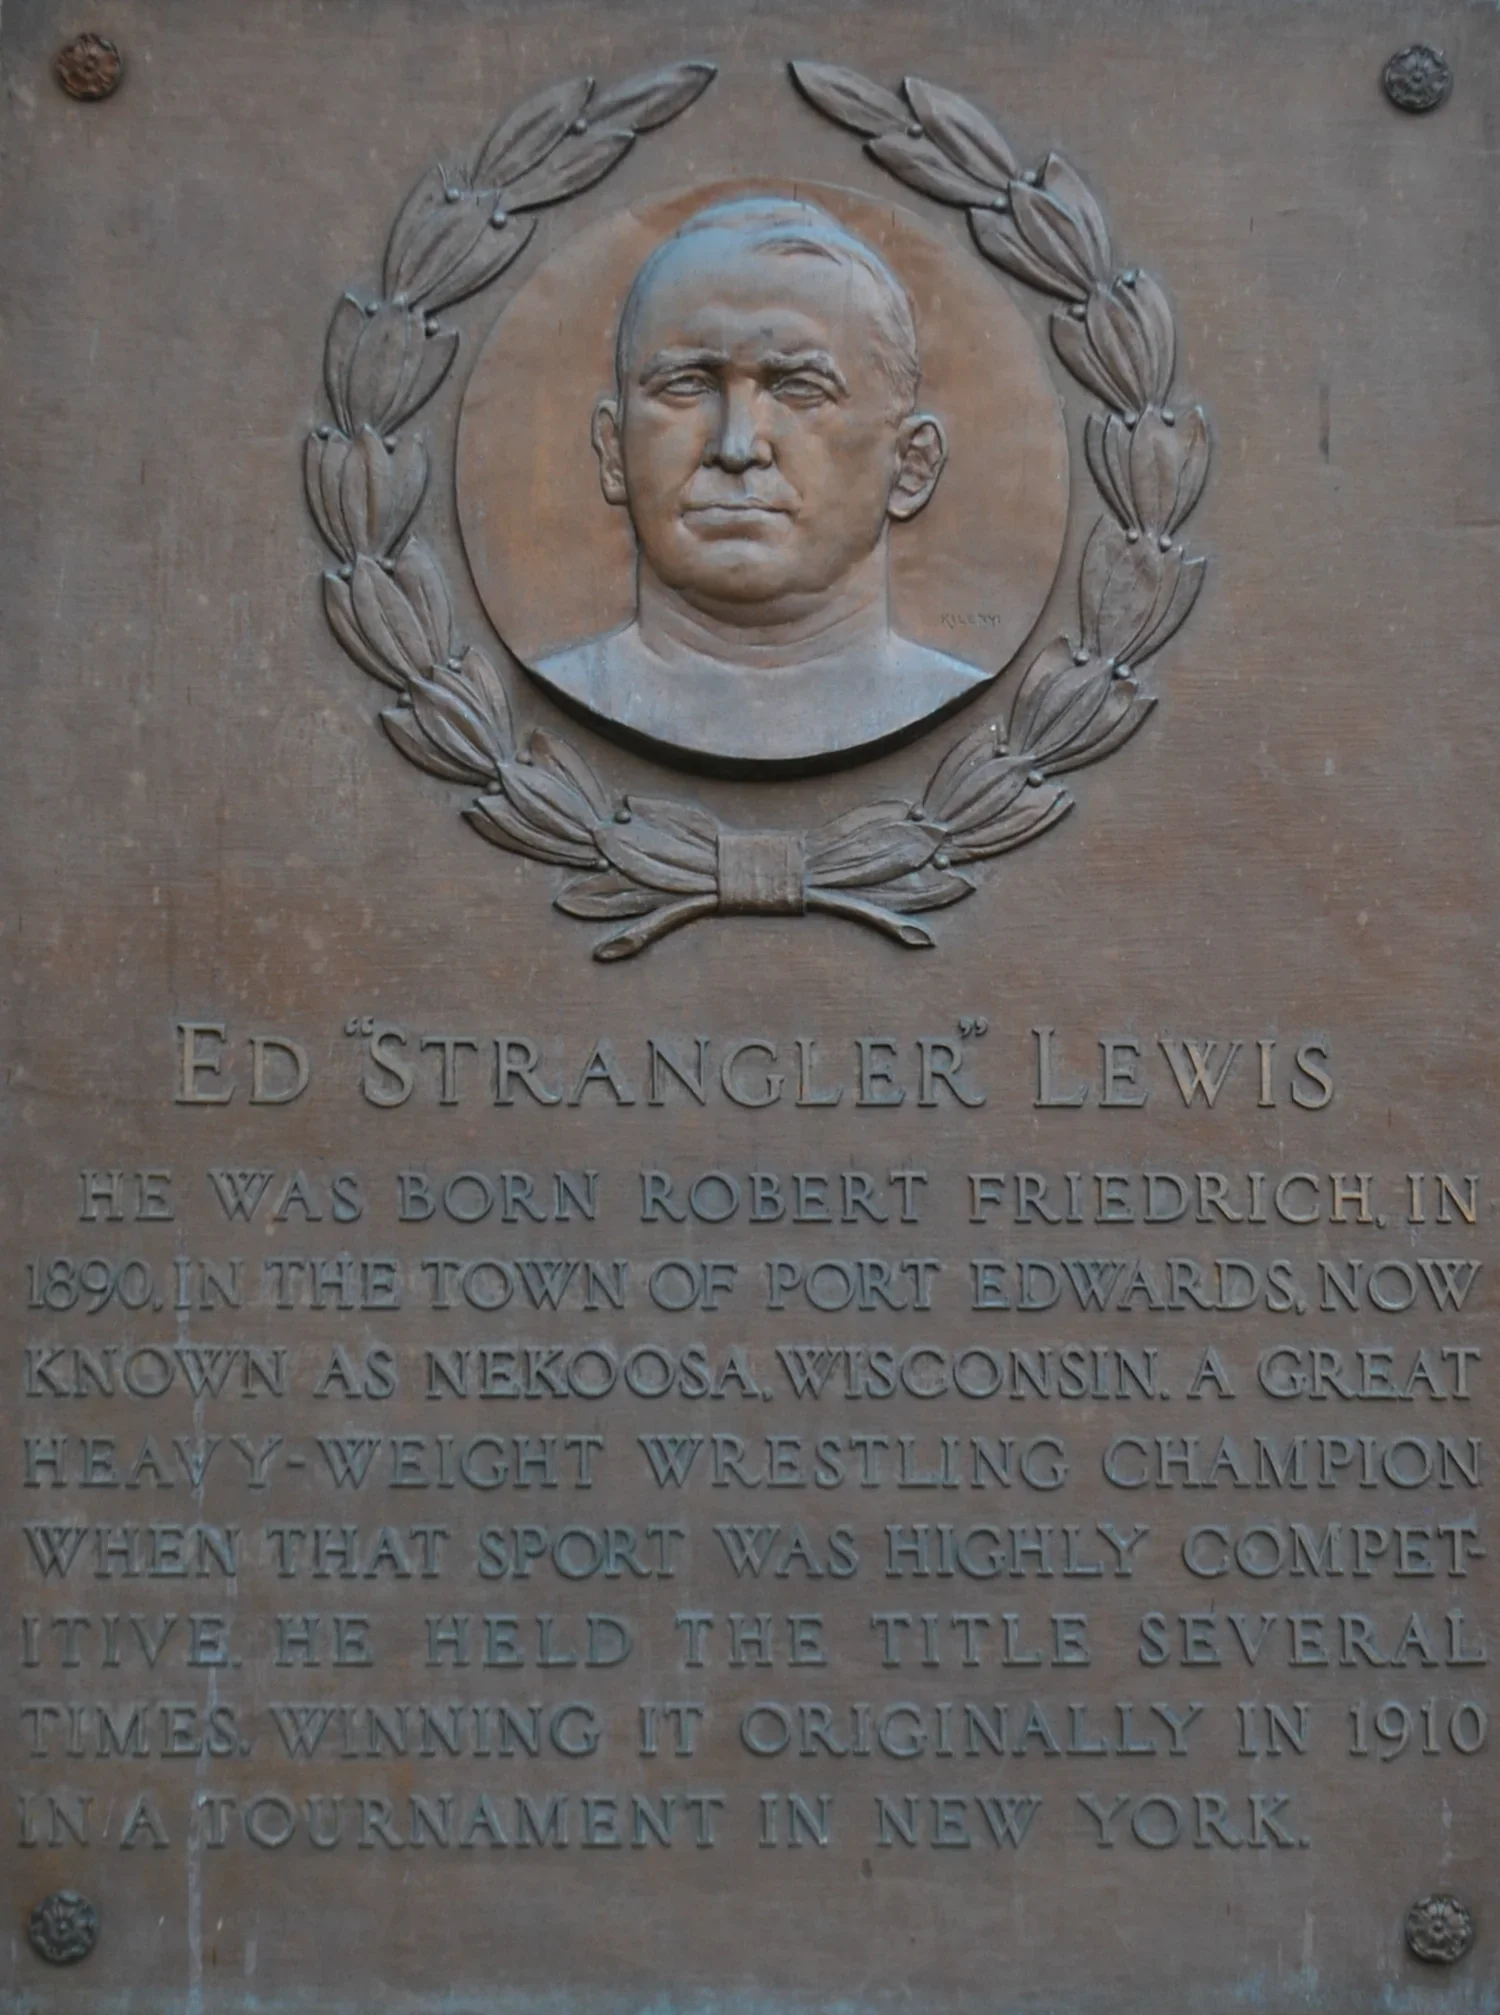 KILENYI
ED "STRANGLER" LEWIS
HE WAS BORN ROBERT FRIEDRICH, IN
1890, IN THE TOWN OF PORT EDWARDS, NOW
KNOWN AS NEKOOSA, WISCONSIN. A GREAT
HEAVY-WEIGHT WRESTLING CHAMPION
WHEN THAT SPORT WAS HIGHLY COMPET-
ITIVE. HE HELD THE TITLE SEVERAL
TIMES. WINNING IT ORIGINALLY IN 1910
IN A TOURNAMENT IN NEW YORK.